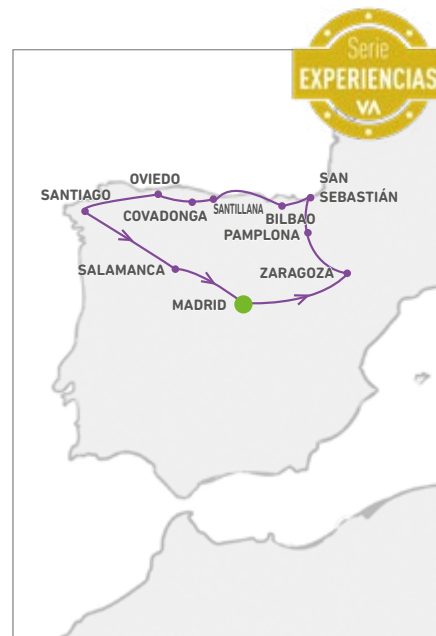 Serie
EXPERIENCIAS
VA
OVIEDO
SAN
SEBASTIÁN
SANTIAGO
COVADONGA
SANTILLANA
BILBAO
PAMPLONA
SALAMANCA
ZARAGOZA
MADRID